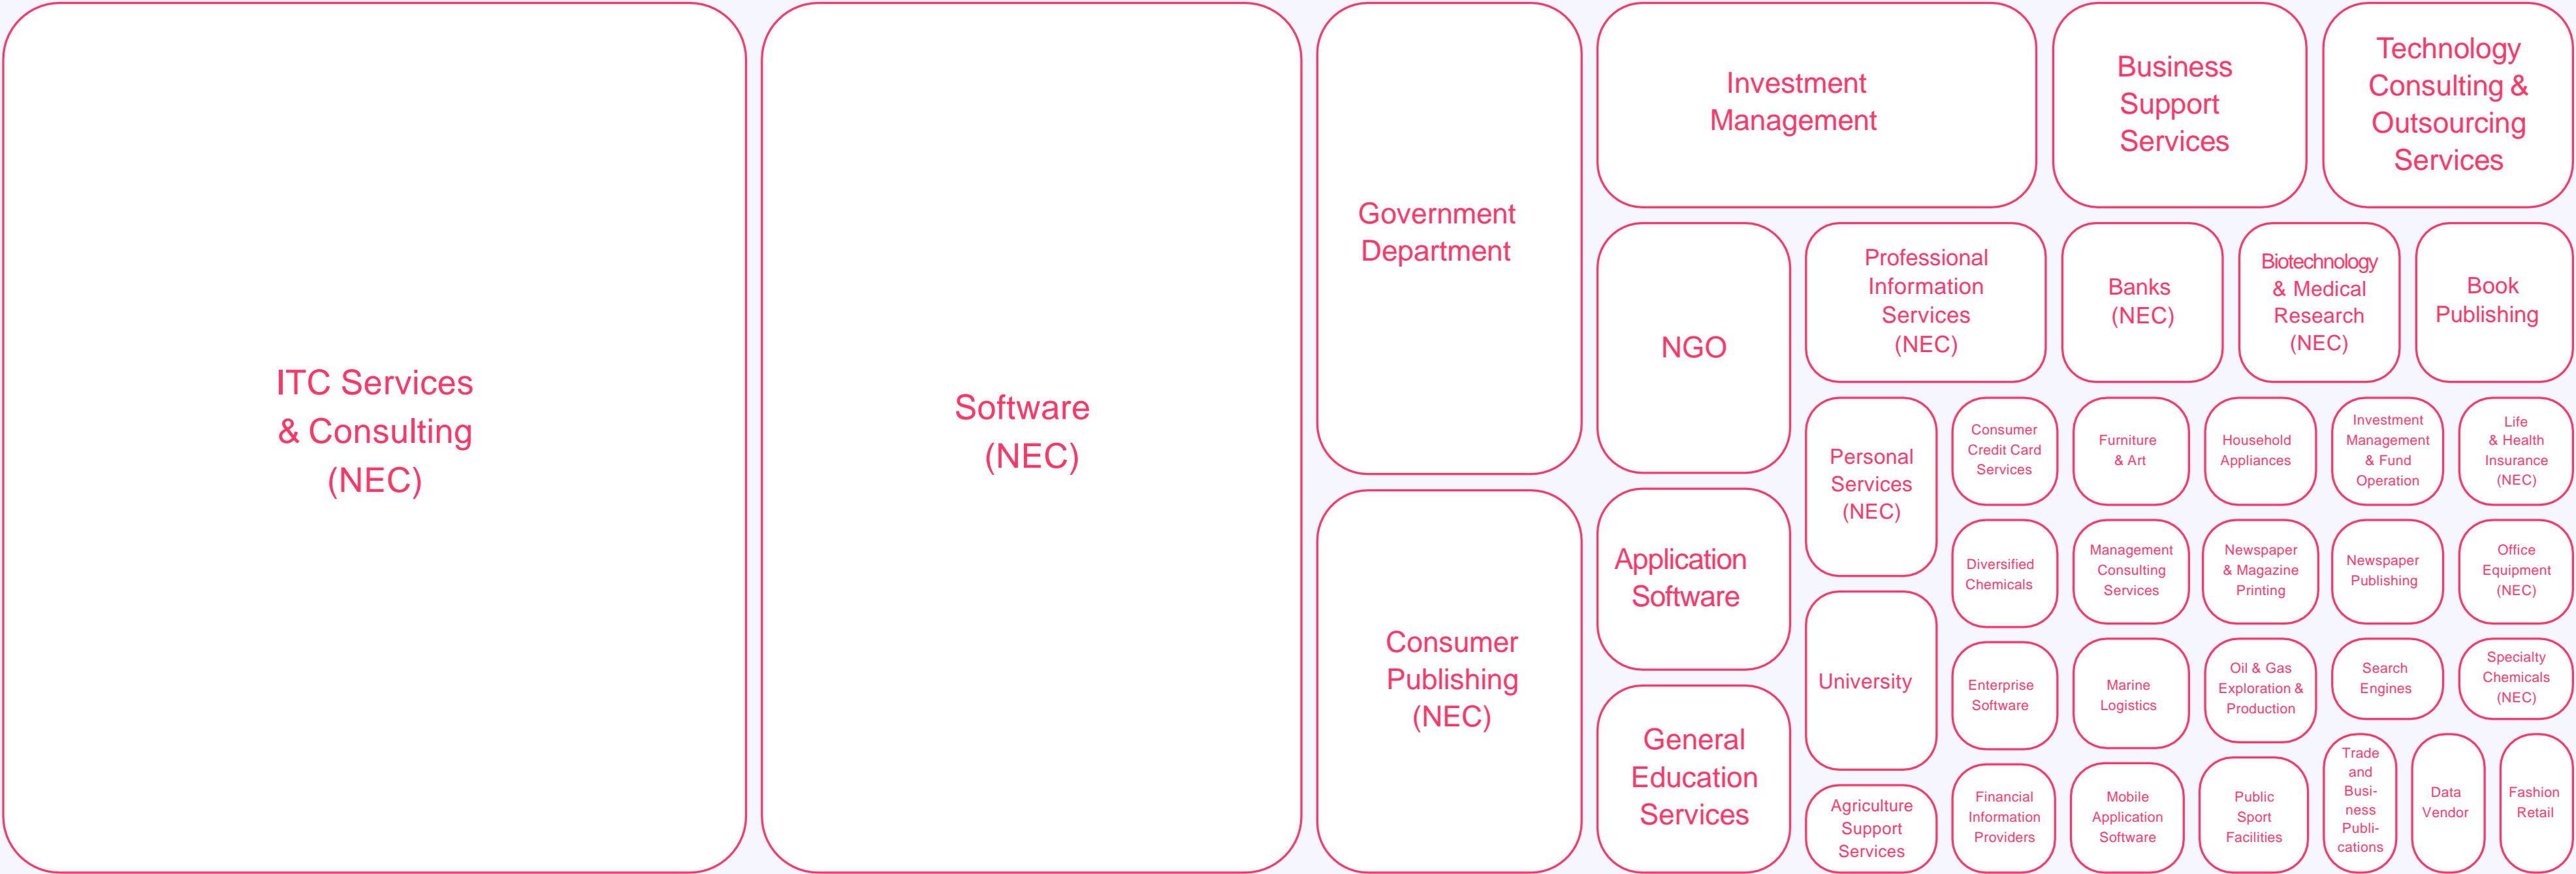 ITC Services
& Consulting
(NEC)
Software
(NEC)
Government
Department
Consumer
Publishing
(NEC)
Investment
Management
Business
Support
Services
Technology
Consulting &
Outsourcing
Services
NGO
Application
Software
General
Education
Services
Professional
Information
Services
(NEC)
Banks
(NEC)
Biotechnology
& Medical
Research
(NEC)
Book
Publishing
Personal
Services
(NEC)
University
Agriculture
Support
Services
Consumer
Credit Card
Services
Furniture
& Art
Household
Appliances
Investment
Management
& Fund
Operation
Life
& Health
Insurance
(NEC)
Diversified
Chemicals
Management
Consulting
Services
Newspaper
& Magazine
Printing
Newspaper
Publishing
Office
Equipment
(NEC)
Enterprise
Software
Marine
Logistics
Oil & Gas
Exploration &
Production
Search
Engines
Specialty
Chemicals
(NEC)
Financial
Information
Providers
Mobile
Application
Software
Public
Sport
Facilities
Trade
and
Busi-
ness
Publi-
cations
Data
Vendor
Fashion
Retail